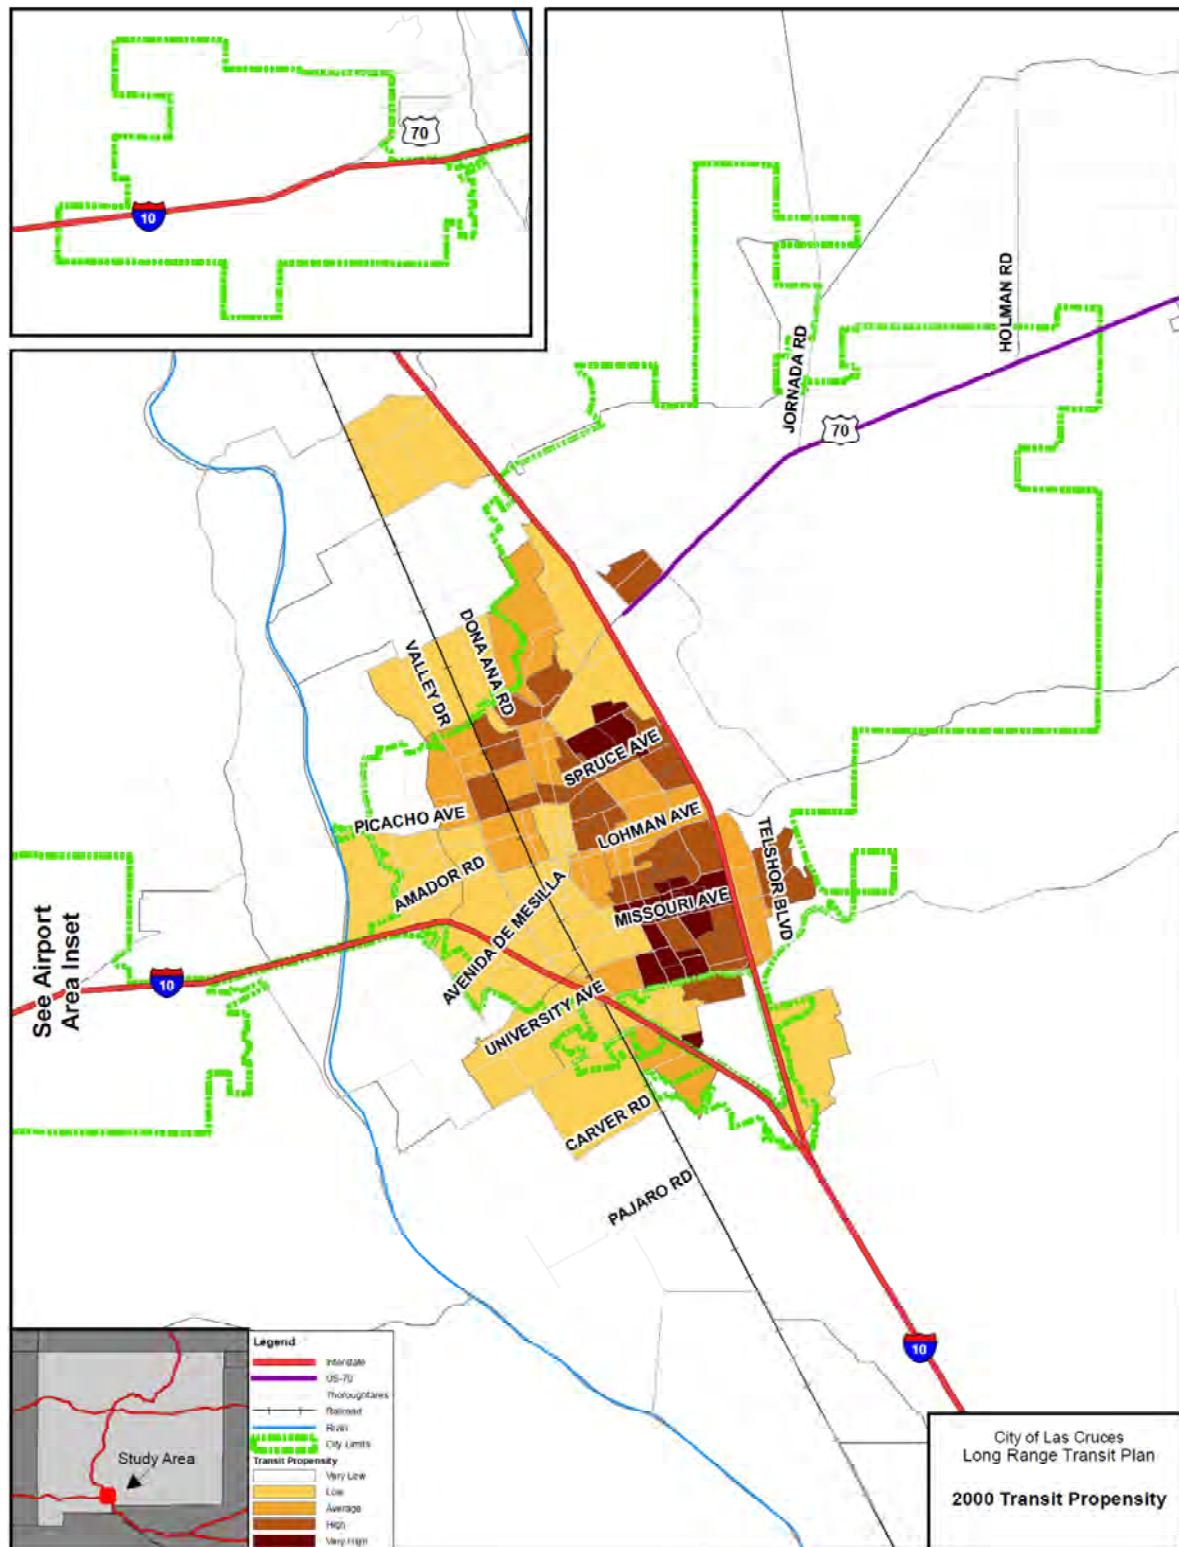 70
10
HOLMAN RD
JORNADA RD
70
DONA ANA RD
VALLEY DR
SPRUCE AVE
PICACHO AVE
LOHMAN AVE
TELSHOR BLVD
AMADOR RD
MISSOURI AVE
AVENIDA DE MESILLA
See Airport
Area Inset
10
UNIVERSITY AVE
CARVER RD
PAJARO RD
10
Study Area
Legend
Interstate
US-70
Thoroughfares
Railroad
River
City Limits
Transit Propensity
Very Low
Low
Average
High
Very High
City of Las Cruces
Long Range Transit Plan
2000 Transit Propensity